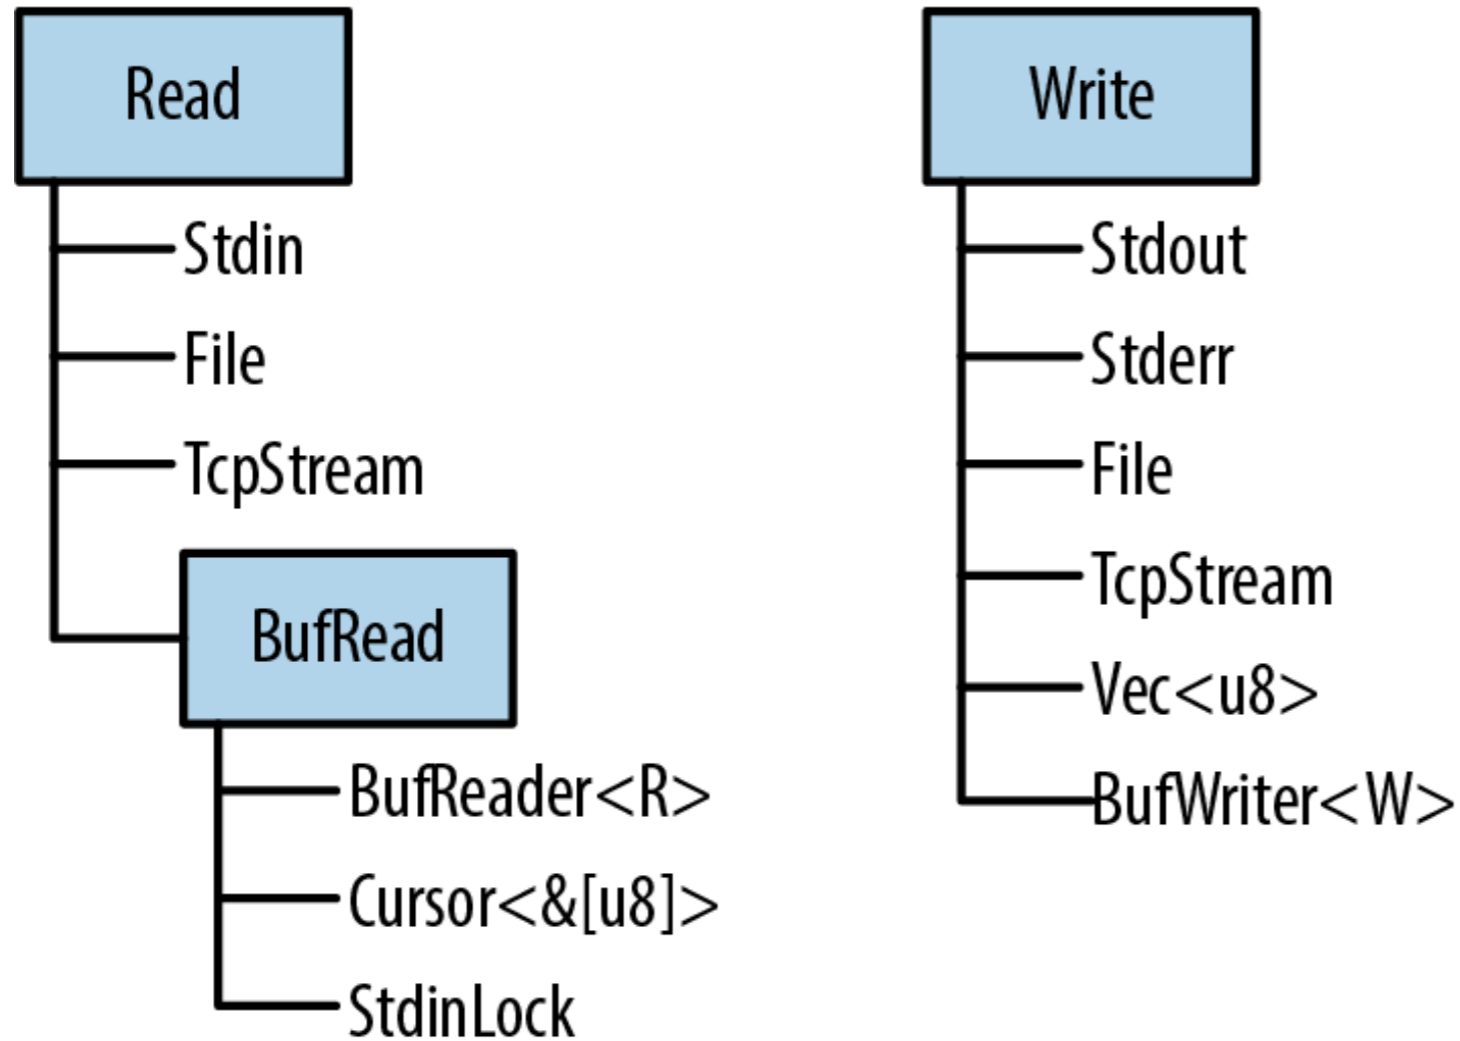 Read
Stdin
File
TcpStream
BufRead
BufReader<R>
Cursor<&[u8]>
StdinLock
Write
Stdout
Stderr
File
TcpStream
Vec<u8>
BufWriter<W>